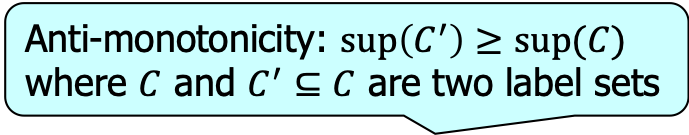 Anti-monotonicity: sup(C′) ≥ sup(C)
where C and C′ ⊆ C are two label sets